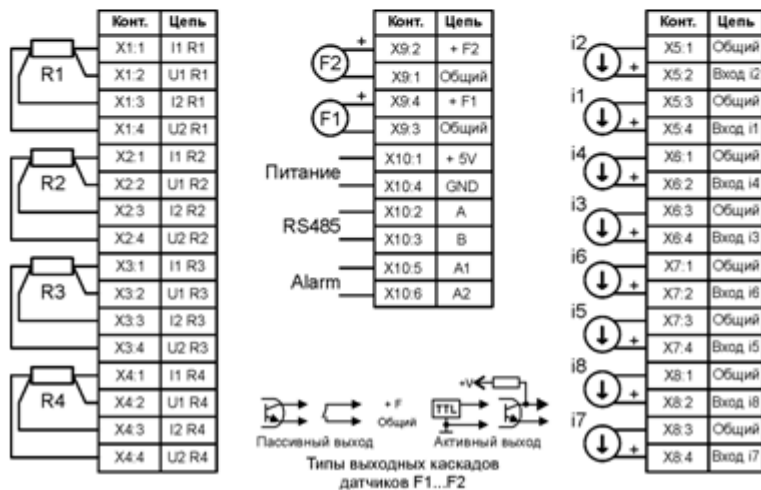 Конт. Цепь
R1
X1:1 I1 R1
X1:2 U1 R1
X1:3 I2 R1
X1:4 U2 R1
R2
X2:1 I1 R2
X2:2 U1 R2
X2:3 I2 R2
X2:4 U2 R2
R3
X3:1 I1 R3
X3:2 U1 R3
X3:3 I2 R3
X3:4 U2 R3
R4
X4:1 I1 R4
X4:2 U1 R4
X4:3 I2 R4
X4:4 U2 R4
Конт. Цепь
F2 + X9:2 + F2
X9:1 Общий
F1 + X9:4 + F1
X9:3 Общий
Питание
X10:1 + 5V
X10:4 GND
RS485
X10:2 A
X10:3 B
Alarm
X10:5 A1
X10:6 A2
+V
+ F
Общий
TTL
Пассивный выход
Активный выход
Типы выходных каскадов
датчиков F1...F2
Конт. Цепь
i2
X5:1 Общий
+ X5:2 Вход i2
i1
X5:3 Общий
+ X5:4 Вход i1
i4
X6:1 Общий
+ X6:2 Вход i4
i3
X6:3 Общий
+ X6:4 Вход i3
i6
X7:1 Общий
+ X7:2 Вход i6
i5
X7:3 Общий
+ X7:4 Вход i5
i8
X8:1 Общий
+ X8:2 Вход i8
i7
X8:3 Общий
+ X8:4 Вход i7